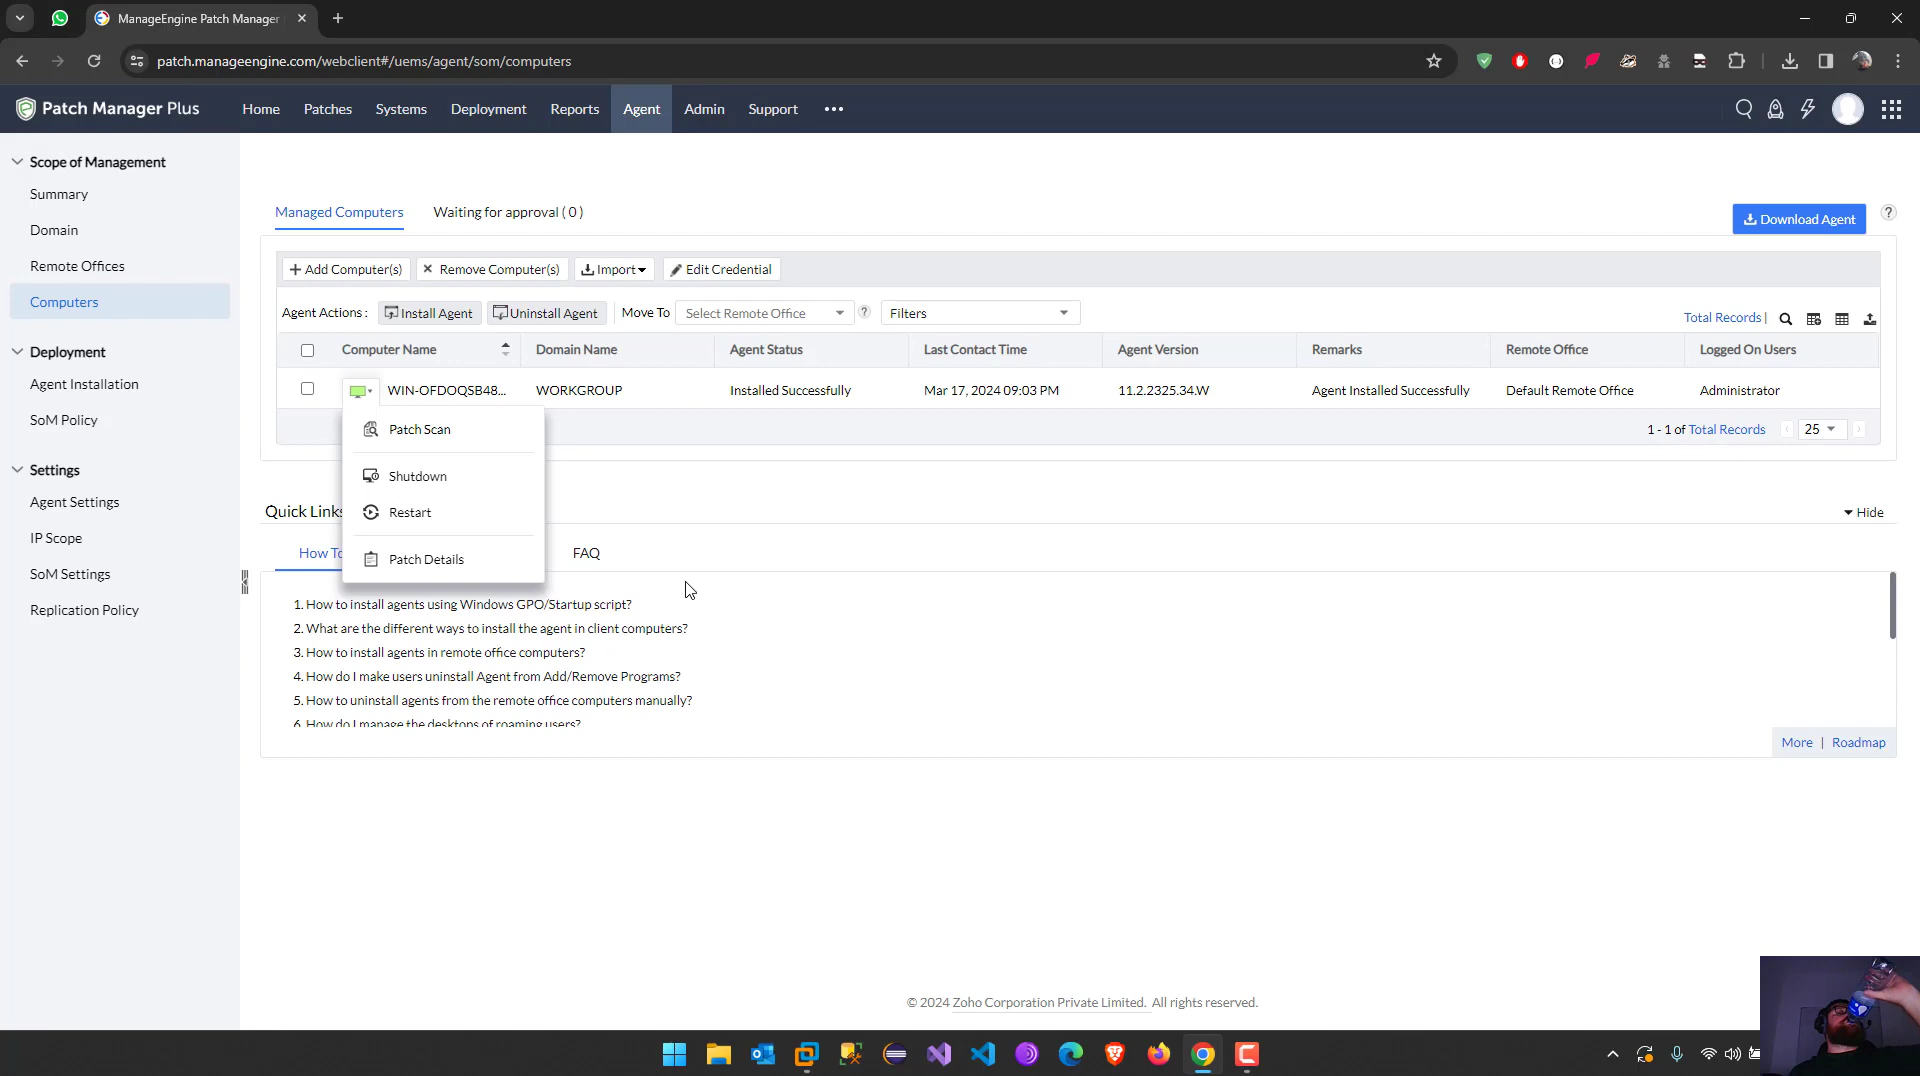 ManageEngine Patch Manager
patch.manageengine.com/webclient#/uems/agent/som/computers
Patch Manager Plus
Home
Patches
Systems
Deployment
Reports
Agent
Admin
Support
Scope of Management
Summary
Domain
Remote Offices
Computers
Deployment
Agent Installation
SoM Policy
Settings
Agent Settings
IP Scope
SoM Settings
Replication Policy
Managed Computers
Waiting for approval ( 0 )
Download Agent
?
+ Add Computer(s)
Remove Computer(s)
Import
Edit Credential
Agent Actions :
Install Agent
Uninstall Agent
Move To
Select Remote Office
?
Filters
Total Records |
Computer Name
Domain Name
Agent Status
Last Contact Time
Agent Version
Remarks
Remote Office
Logged On Users
WIN-OFDOQSB48...
WORKGROUP
Installed Successfully
Mar 17, 2024 09:03 PM
11.2.2325.34.W
Agent Installed Successfully
Default Remote Office
Administrator
1 - 1 of Total Records
25
Patch Scan
Shutdown
Restart
Patch Details
Quick Links
Hide
How To
FAQ
1. How to install agents using Windows GPO/Startup script?
2. What are the different ways to install the agent in client computers?
3. How to install agents in remote office computers?
4. How do I make users uninstall Agent from Add/Remove Programs?
5. How to uninstall agents from the remote office computers manually?
6. How do I manage the desktops of roaming users?
More | Roadmap
© 2024 Zoho Corporation Private Limited. All rights reserved.